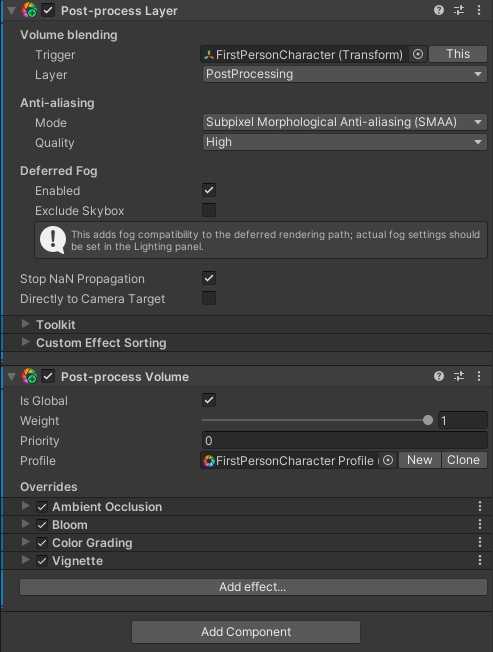 Post-process Layer
Volume blending
Trigger FirstPersonCharacter (Transform) This
Layer PostProcessing
Anti-aliasing
Mode Subpixel Morphological Anti-aliasing (SMAA)
Quality High
Deferred Fog
Enabled
Exclude Skybox
This adds fog compatibility to the deferred rendering path; actual fog settings should
be set in the Lighting panel.
Stop NaN Propagation
Directly to Camera Target
Toolkit
Custom Effect Sorting
Post-process Volume
Is Global
Weight 1
Priority 0
Profile FirstPersonCharacter Profile ( New Clone
Overrides
Ambient Occlusion
Bloom
Color Grading
Vignette
Add effect...
Add Component